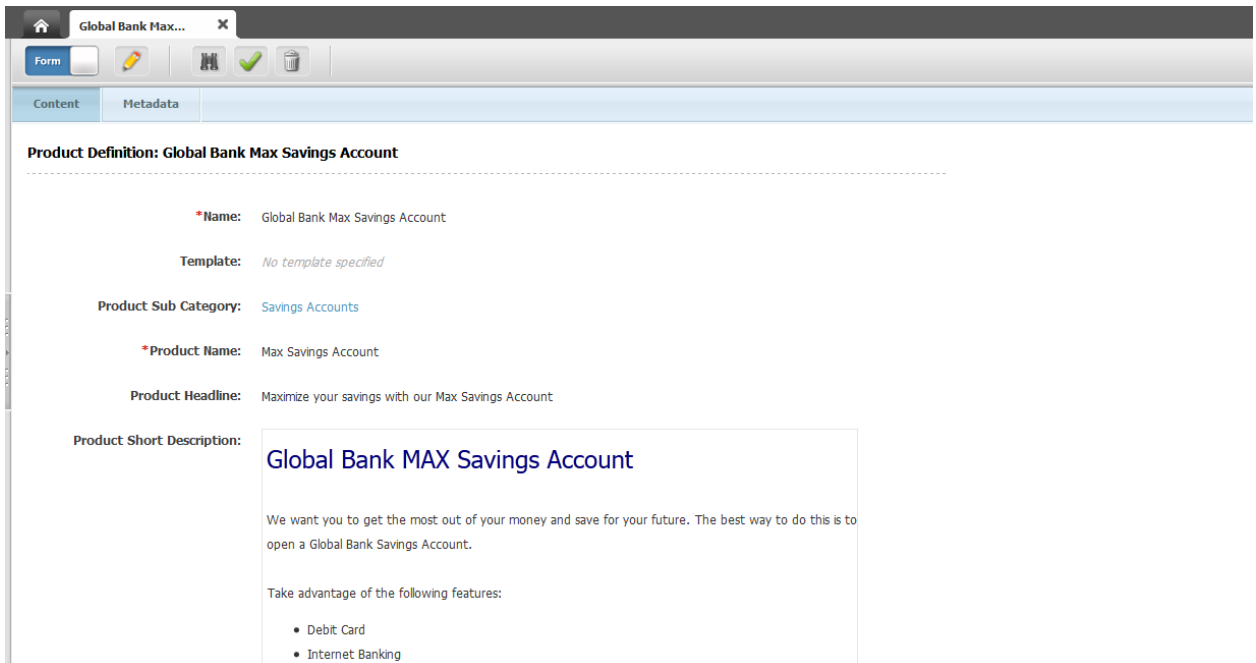 Global Bank Max...
Form
Content Metadata
Product Definition: Global Bank Max Savings Account
*Name: Global Bank Max Savings Account
Template: No template specified
Product Sub Category: Savings Accounts
*Product Name: Max Savings Account
Product Headline: Maximize your savings with our Max Savings Account
Product Short Description:
Global Bank MAX Savings Account
We want you to get the most out of your money and save for your future. The best way to do this is to
open a Global Bank Savings Account.
Take advantage of the following features:
• Debit Card
• Internet Banking